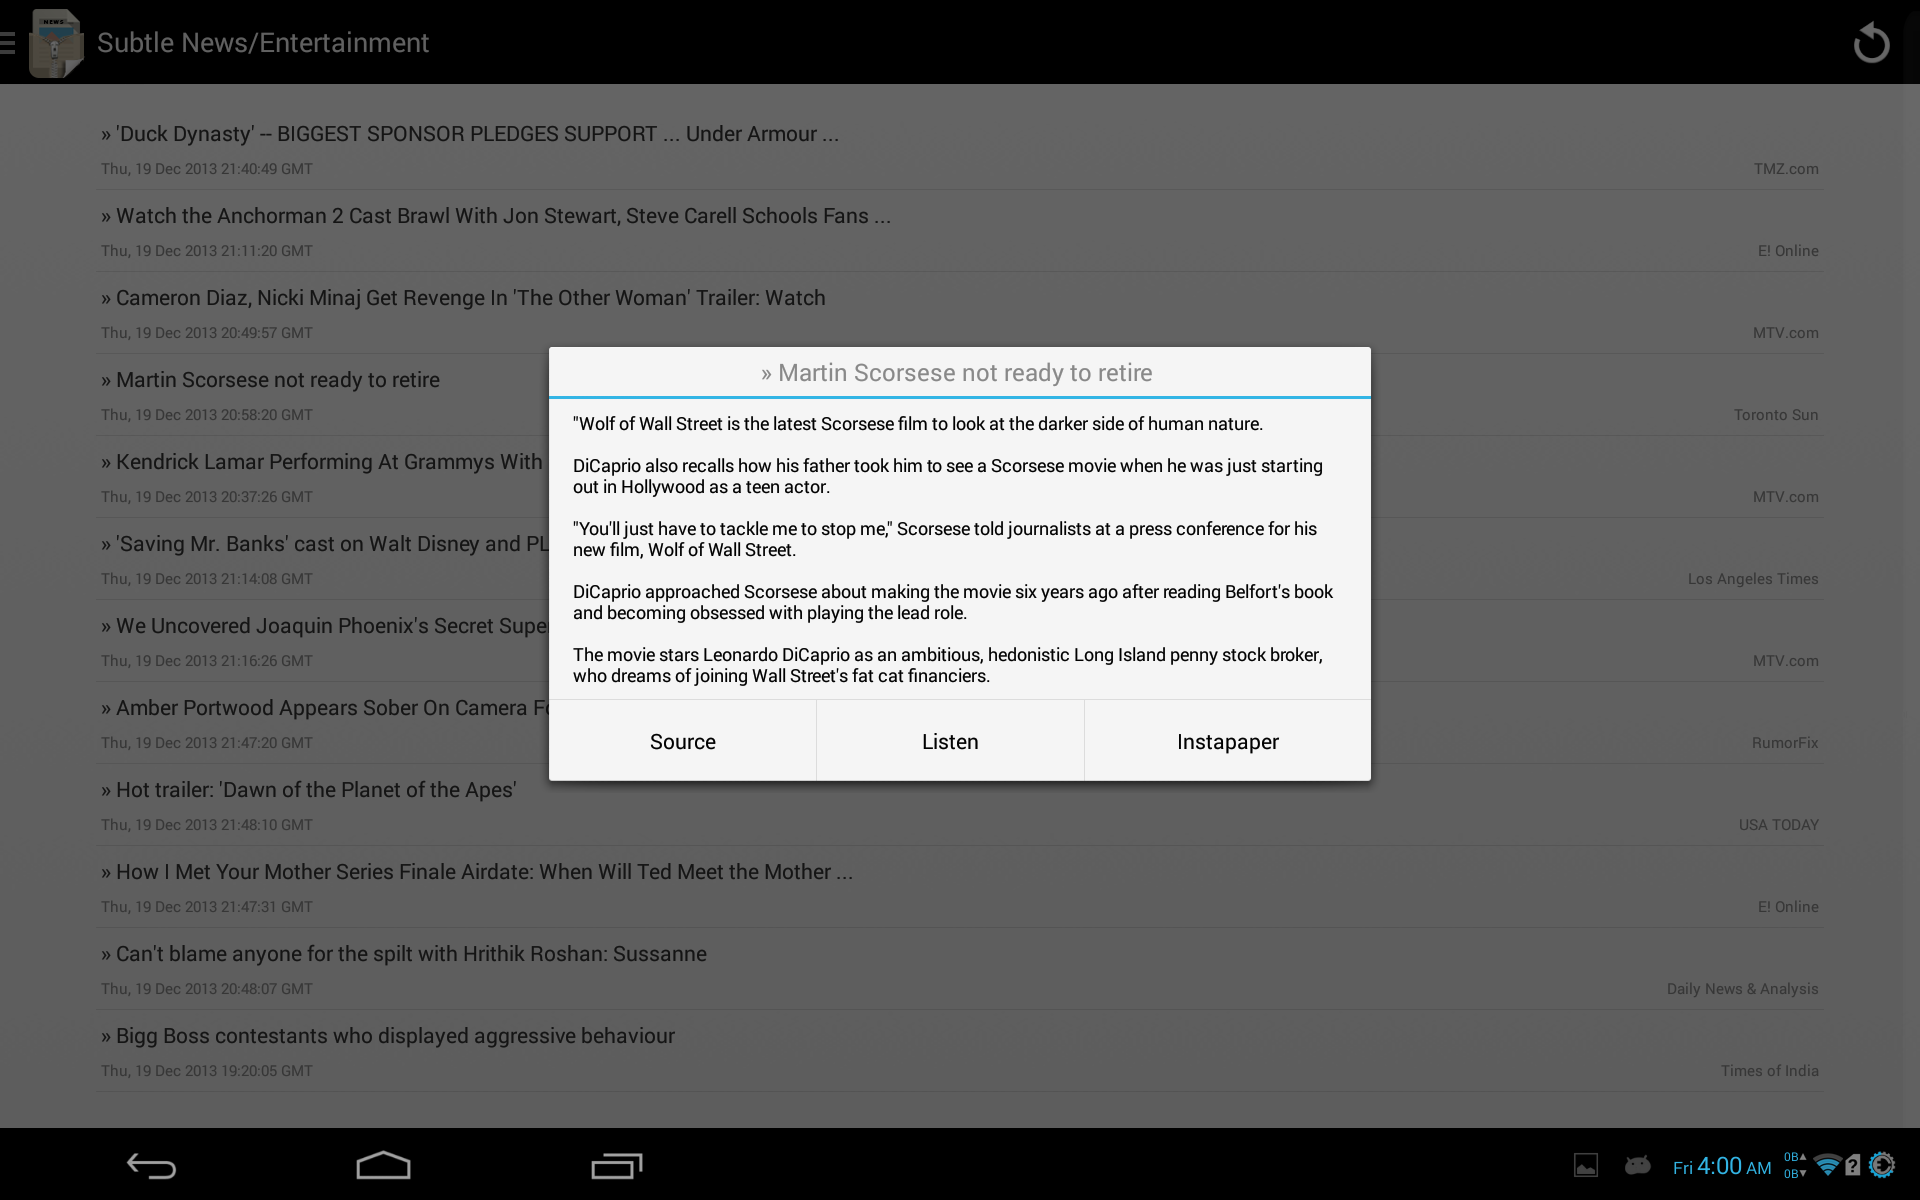 NEWS
Subtle News/Entertainment
» 'Duck Dynasty' -- BIGGEST SPONSOR PLEDGES SUPPORT ... Under Armour ...
Thu, 19 Dec 2013 21:40:49 GMT
TMZ.com
» Watch the Anchorman 2 Cast Brawl With Jon Stewart, Steve Carell Schools Fans ...
Thu, 19 Dec 2013 21:11:20 GMT
E! Online
» Cameron Diaz, Nicki Minaj Get Revenge In 'The Other Woman' Trailer: Watch
Thu, 19 Dec 2013 20:49:57 GMT
MTV.com
» Martin Scorsese not ready to retire
Thu, 19 Dec 2013 20:58:20 GMT
Toronto Sun
» Kendrick Lamar Performing At Grammys With
Thu, 19 Dec 2013 20:37:26 GMT
MTV.com
» 'Saving Mr. Banks' cast on Walt Disney and PL
Thu, 19 Dec 2013 21:14:08 GMT
Los Angeles Times
» We Uncovered Joaquin Phoenix's Secret Supe
Thu, 19 Dec 2013 21:16:26 GMT
MTV.com
» Amber Portwood Appears Sober On Camera Fo
Thu, 19 Dec 2013 21:47:20 GMT
RumorFix
» Hot trailer: 'Dawn of the Planet of the Apes'
Thu, 19 Dec 2013 21:48:10 GMT
USA TODAY
» How I Met Your Mother Series Finale Airdate: When Will Ted Meet the Mother ...
Thu, 19 Dec 2013 21:47:31 GMT
E! Online
» Can't blame anyone for the spilt with Hrithik Roshan: Sussanne
Thu, 19 Dec 2013 20:48:07 GMT
Daily News & Analysis
» Bigg Boss contestants who displayed aggressive behaviour
Thu, 19 Dec 2013 19:20:05 GMT
Times of India
» Martin Scorsese not ready to retire
"Wolf of Wall Street is the latest Scorsese film to look at the darker side of human nature.
DiCaprio also recalls how his father took him to see a Scorsese movie when he was just starting
out in Hollywood as a teen actor.
"You'll just have to tackle me to stop me," Scorsese told journalists at a press conference for his
new film, Wolf of Wall Street.
DiCaprio approached Scorsese about making the movie six years ago after reading Belfort's book
and becoming obsessed with playing the lead role.
The movie stars Leonardo DiCaprio as an ambitious, hedonistic Long Island penny stock broker,
who dreams of joining Wall Street's fat cat financiers.
Source
Listen
Instapaper
Fri 4:00 AM
0B▲
0B▼
?